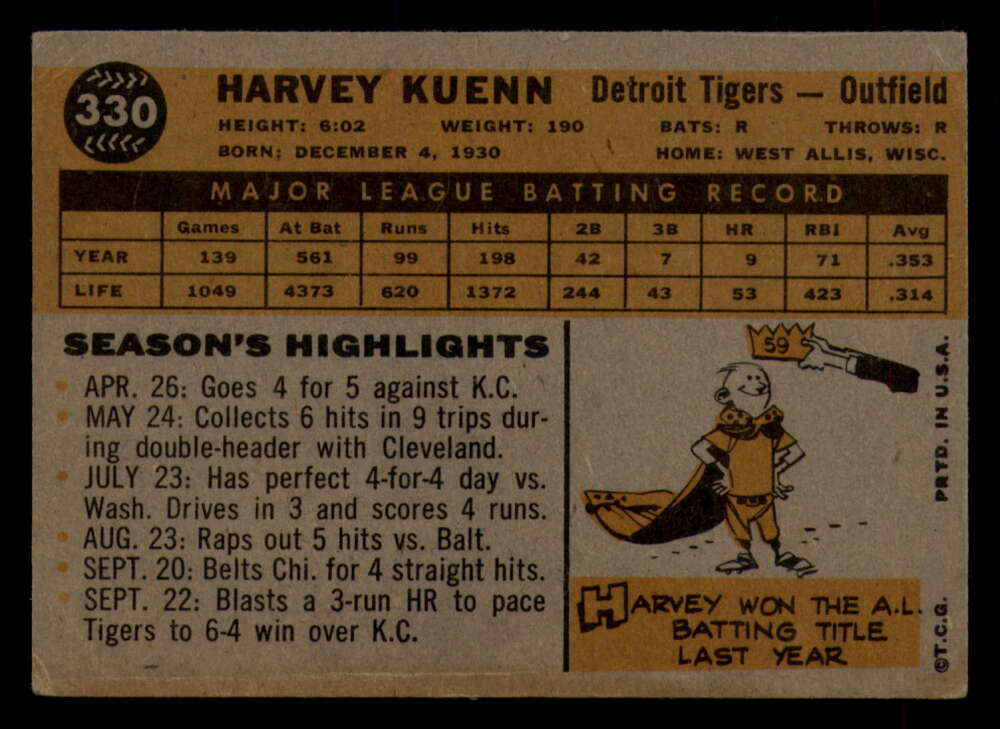 330
HARVEY KUENN Detroit Tigers — Outfield
HEIGHT: 6:02 WEIGHT: 190 BATS: R THROWS: R
BORN: DECEMBER 4, 1930 HOME: WEST ALLIS, WISC.
MAJOR LEAGUE BATTING RECORD
Games At Bat Runs Hits 2B 3B HR RBI Avg
YEAR 139 561 99 198 42 7 9 71 .353
LIFE 1049 4373 620 1372 244 43 53 423 .314
SEASON'S HIGHLIGHTS
• APR. 26: Goes 4 for 5 against K.C.
• MAY 24: Collects 6 hits in 9 trips dur-
ing double-header with Cleveland.
• JULY 23: Has perfect 4-for-4 day vs.
Wash. Drives in 3 and scores 4 runs.
• AUG. 23: Raps out 5 hits vs. Balt.
• SEPT. 20: Belts Chi. for 4 straight hits.
• SEPT. 22: Blasts a 3-run HR to pace
Tigers to 6-4 win over K.C.
59
HARVEY WON THE A.L.
BATTING TITLE
LAST YEAR
©T.C.G. PRTD. IN U.S.A.